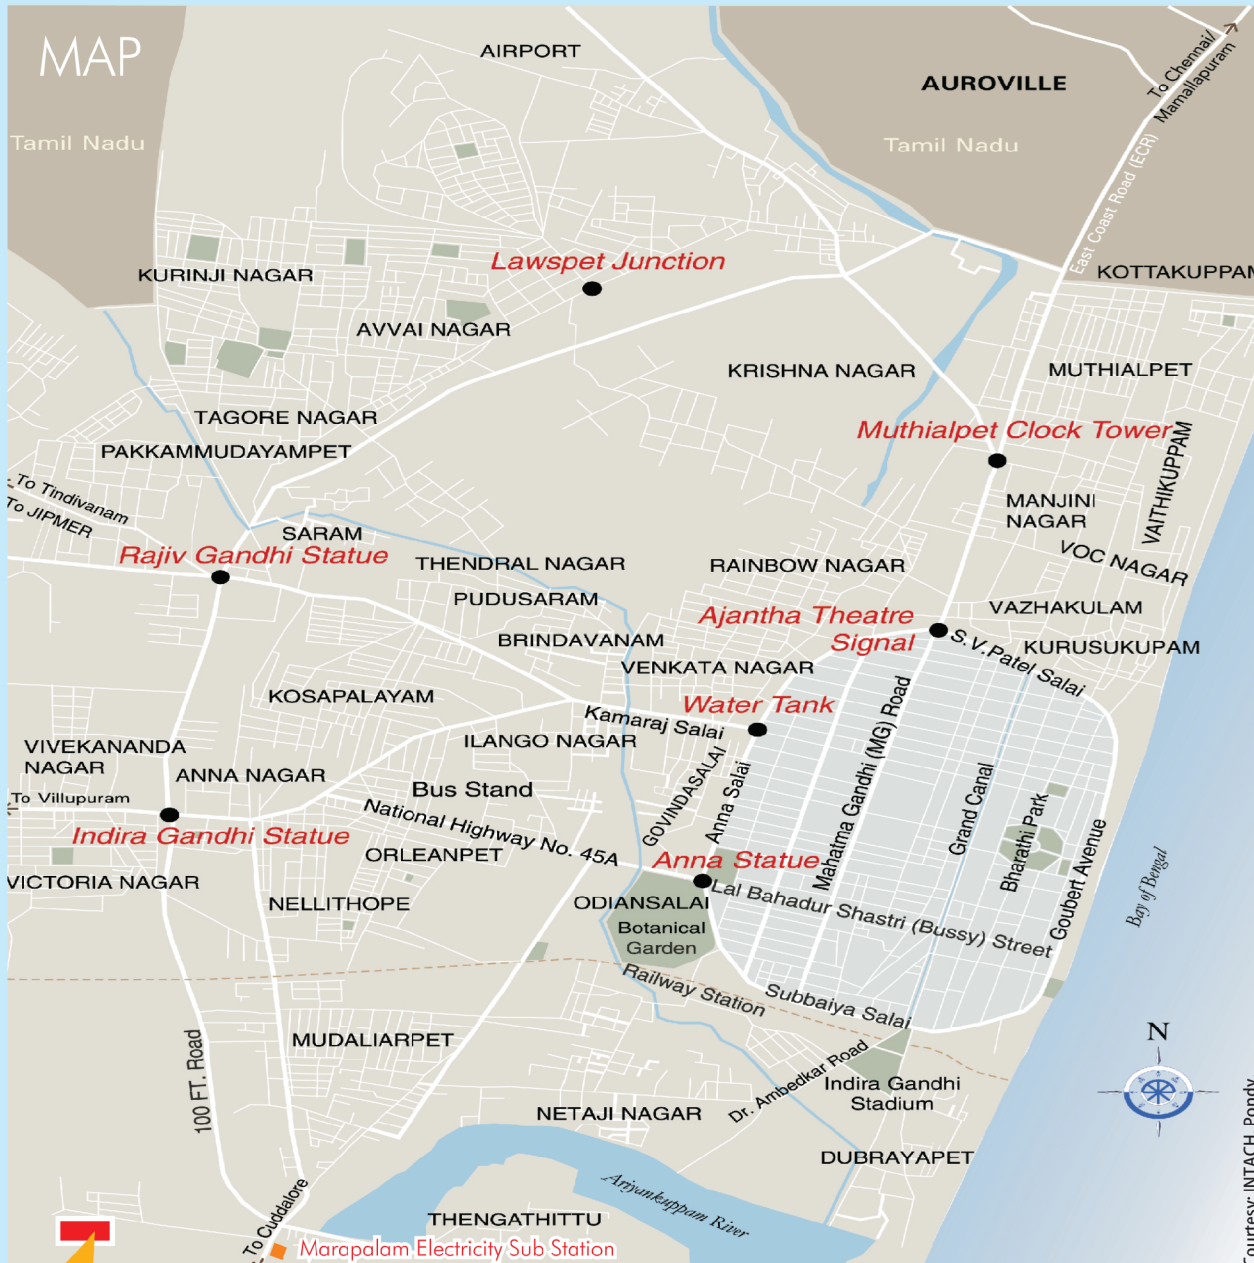 MAP
AIRPORT
AUROVILLE
To Chennai/
Mamallapuram
Tamil Nadu
Tamil Nadu
East Coast Road (ECR)
Lawspet Junction
KURINJI NAGAR
KOTTAKUPPAM
AVVAI NAGAR
KRISHNA NAGAR
MUTHIALPET
TAGORE NAGAR
Muthialpet Clock Tower
PAKKAMMUDAYAMPET
VAITHIKUPPAM
To Tindivanam
To JIPMER
MANJINI
NAGAR
SARAM
Rajiv Gandhi Statue
THENDRAL NAGAR
RAINBOW NAGAR
VOC NAGAR
PUDUSARAM
Ajantha Theatre
Signal
VAZHAKULAM
BRINDAVANAM
S.V.Patel Salai
KURUSUKUPAM
VENKATA NAGAR
KOSAPALAYAM
Water Tank
Kamaraj Salai
Mahatma Gandhi (MG) Road
VIVEKANANDA
NAGAR
ILANGO NAGAR
ANNA NAGAR
GOVINDASALAI
Anna Salai
Grand Canal
Bus Stand
To Villupuram
National Highway No. 45A
Bharathi Park
Goubert Avenue
Indira Gandhi Statue
ORLEANPET
Anna Statue
Bay of Bengal
VICTORIA NAGAR
NELLITHOPE
ODIANSALAI
Lal Bahadur Shastri (Bussy) Street
Botanical
Garden
Railway Station
Subbaiya Salai
N
MUDALIARPET
100 FT. Road
Dr. Ambedkar Road
Indira Gandhi
Stadium
NETAJI NAGAR
DUBRAYAPET
Ariyankuppam River
To Cuddalore
THENGATHITTU
Marapalam Electricity Sub Station
Courtesy: INTACH, Pondy